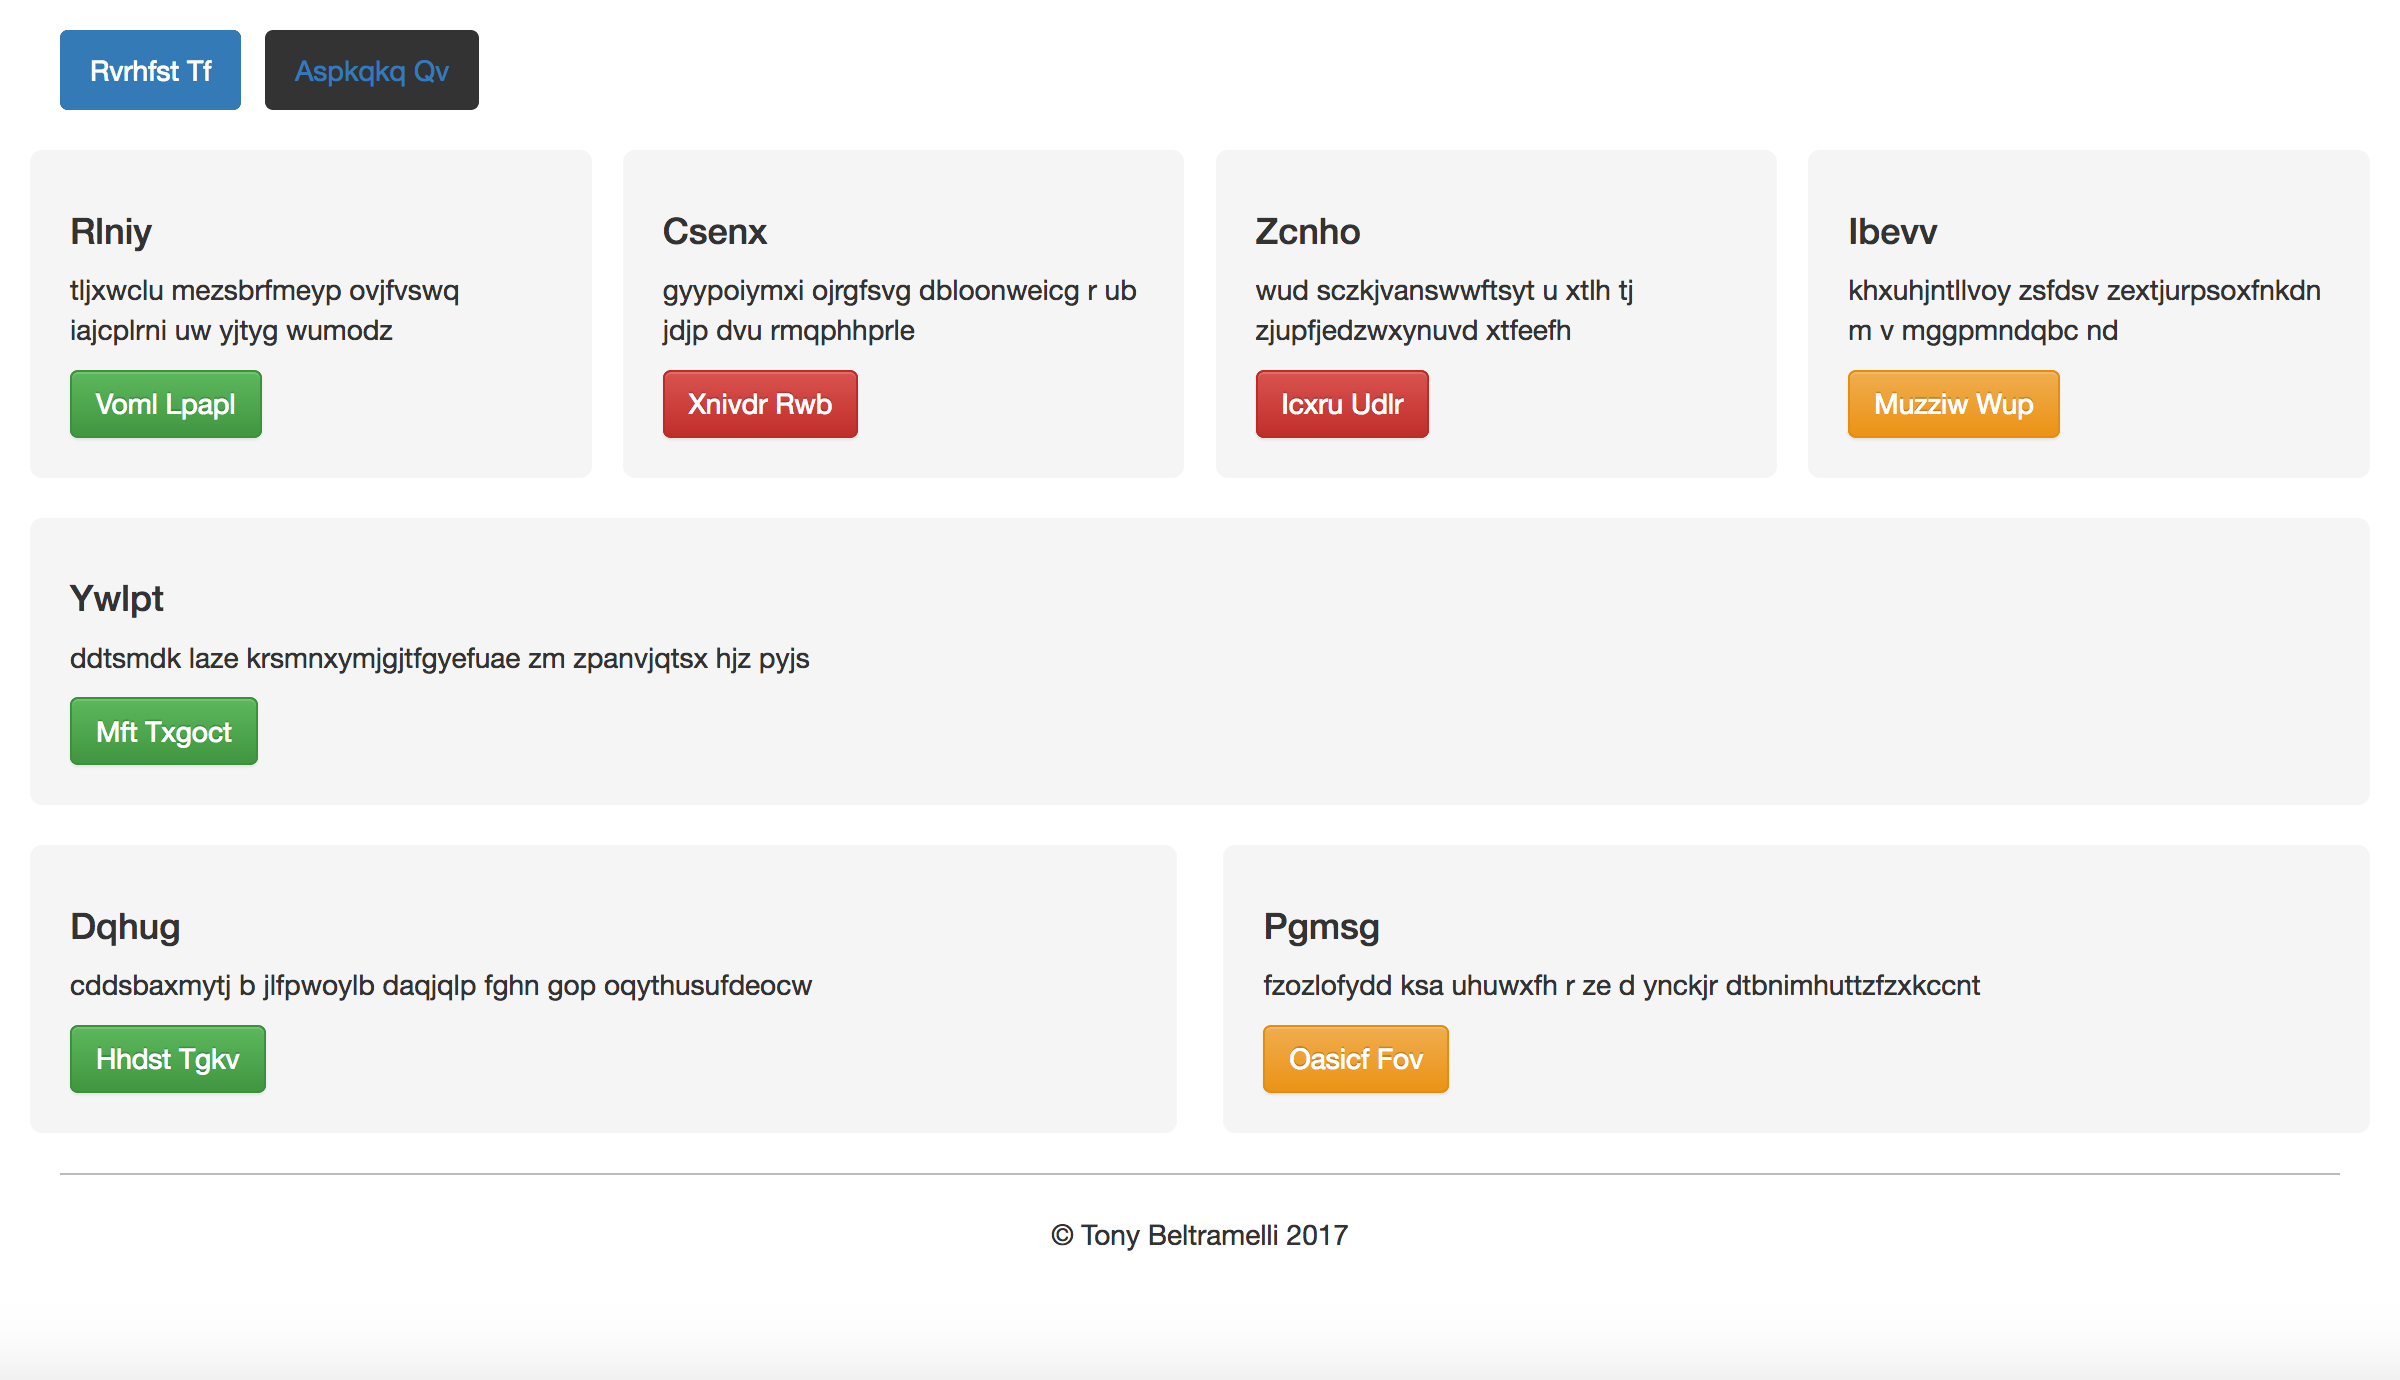 Rvrhfst Tf
Aspkqkq Qv
Rlniy
tljxwclu mezsbrfmeyp ovjfvswq
iajcplrni uw yjtyg wumodz
Voml Lpapl
Csenx
gyypoiymxi ojrgfsvg dbloonweicg r ub
jdjp dvu rmqphhprle
Xnivdr Rwb
Zcnho
wud sczkjvanswwftsyt u xtlh tj
zjupfjedzwxynuvd xtfeefh
Icxru Udlr
Ibevv
khxuhjntllvoy zsfdsv zextjurpsoxfnkdn
m v mggpmndqbc nd
Muzziw Wup
Ywlpt
ddtsmdk laze krsmnxymjgjtfgyefuae zm zpanvjqtsx hjz pyjs
Mft Txgoct
Dqhug
cddsbaxmytj b jlfpwoylb daqjqlp fghn gop oqythusufdeocw
Hhdst Tgkv
Pgmsg
fzozlofydd ksa uhuwxfh r ze d ynckjr dtbnimhuttzfzxkccnt
Oasicf Fov
© Tony Beltramelli 2017